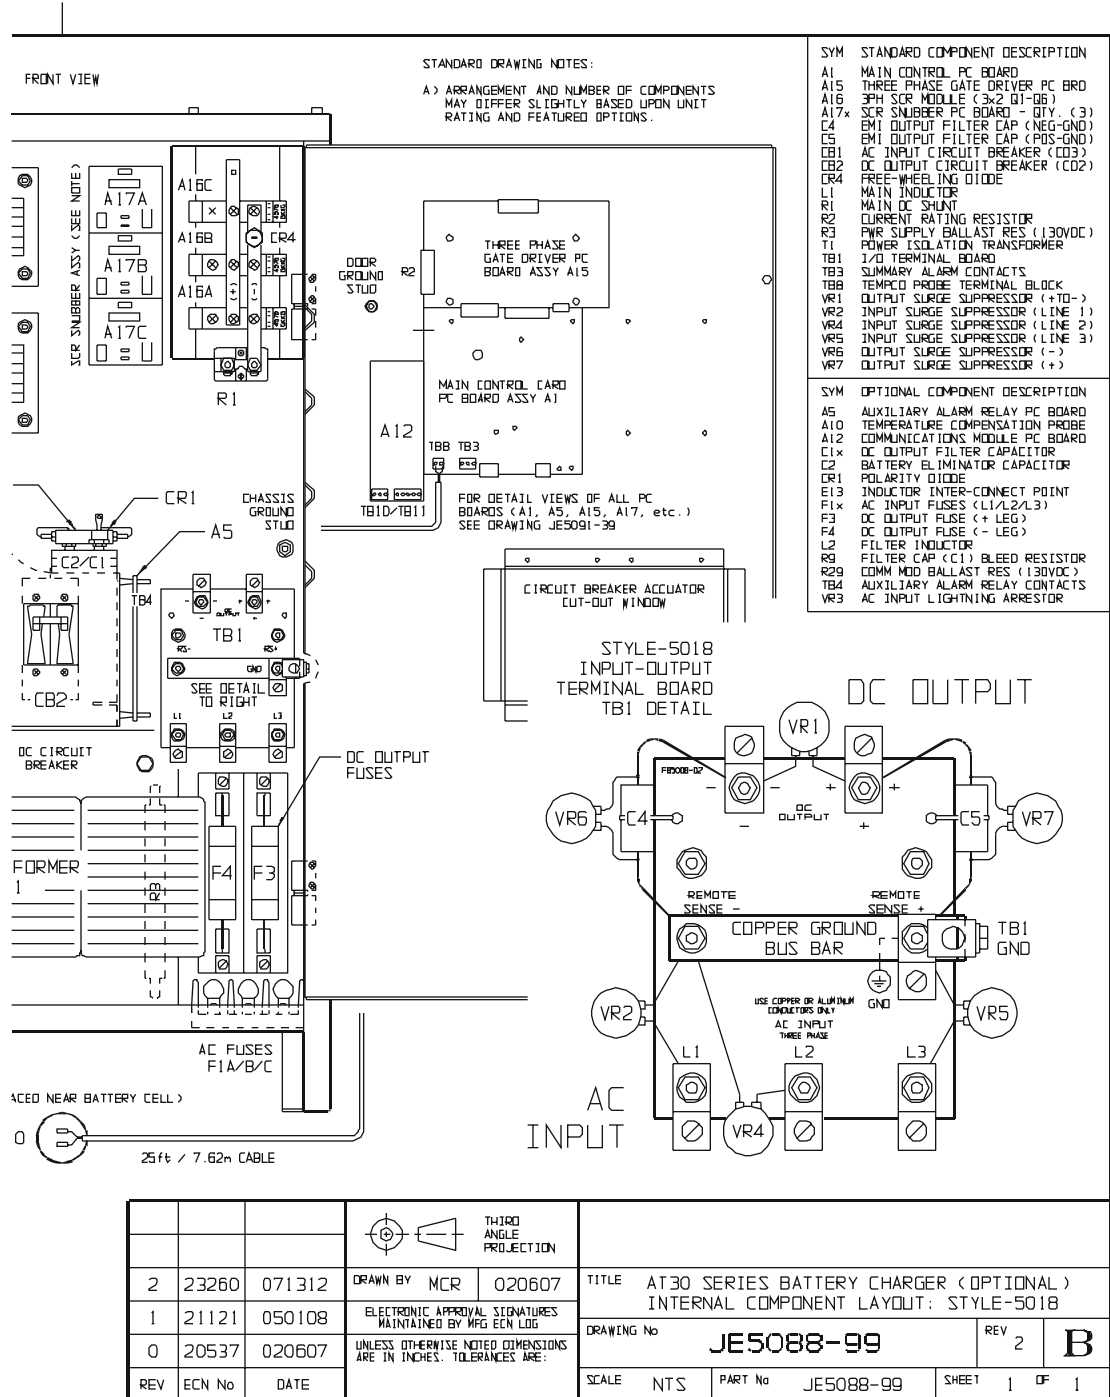 FRONT VIEW
STANDARD DRAWING NOTES:
A) ARRANGEMENT AND NUMBER OF COMPONENTS
MAY DIFFER SLIGHTLY BASED UPON UNIT
RATING AND FEATURED OPTIONS.
SYM STANDARD COMPONENT DESCRIPTION
A1 MAIN CONTROL PC BOARD
A15 THREE PHASE GATE DRIVER PC BRD
A16 3PH SCR MODULE (3x2 Q1-Q6)
A17x SCR SNUBBER PC BOARD - QTY. (3)
C4 EMI OUTPUT FILTER CAP (NEG-GND)
C5 EMI OUTPUT FILTER CAP (POS-GND)
CB1 AC INPUT CIRCUIT BREAKER (CD3)
CB2 DC OUTPUT CIRCUIT BREAKER (CD2)
CR4 FREE-WHEELING DIODE
L1 MAIN INDUCTOR
R1 MAIN DC SHUNT
R2 CURRENT RATING RESISTOR
R3 PWR SUPPLY BALLAST RES (130VDC)
T1 POWER ISOLATION TRANSFORMER
TB1 I/O TERMINAL BOARD
TB3 SUMMARY ALARM CONTACTS
TB8 TEMPCO PROBE TERMINAL BLOCK
VR1 OUTPUT SURGE SUPPRESSOR (+TO-)
VR2 INPUT SURGE SUPPRESSOR (LINE 1)
VR4 INPUT SURGE SUPPRESSOR (LINE 2)
VR5 INPUT SURGE SUPPRESSOR (LINE 3)
VR6 OUTPUT SURGE SUPPRESSOR (-)
VR7 OUTPUT SURGE SUPPRESSOR (+)
SYM OPTIONAL COMPONENT DESCRIPTION
A5 AUXILIARY ALARM RELAY PC BOARD
A10 TEMPERATURE COMPENSATION PROBE
A12 COMMUNICATIONS MODULE PC BOARD
C1x DC OUTPUT FILTER CAPACITOR
C2 BATTERY ELIMINATOR CAPACITOR
CR1 POLARITY DIODE
E13 INDUCTOR INTER-CONNECT POINT
F1x AC INPUT FUSES (L1/L2/L3)
F3 DC OUTPUT FUSE (+ LEG)
F4 DC OUTPUT FUSE (- LEG)
L2 FILTER INDUCTOR
R9 FILTER CAP (C1) BLEED RESISTOR
R29 COMM MOD BALLAST RES (130VDC)
TB4 AUXILIARY ALARM RELAY CONTACTS
VR3 AC INPUT LIGHTNING ARRESTOR
SCR SNUBBER ASSY (SEE NOTE)
A17A
A17B
A17C
A16C
A16B
A16A
CR4
(+)
(-)
R1
DOOR
GROUND
STUD
R2
THREE PHASE
GATE DRIVER PC
BOARD ASSY A15
MAIN CONTROL CARD
PC BOARD ASSY A1
A12
TB8 TB3
TB10/TB11
FOR DETAIL VIEWS OF ALL PC
BOARDS (A1, A5, A15, A17, etc.)
SEE DRAWING JE5091-39
CHASSIS
GROUND
STUD
CR1
A5
C2/C1
TB4
CB2
DC CIRCUIT
BREAKER
DC
OUTPUT
TB1
RS-
RS+
GND
SEE DETAIL
TO RIGHT
L1 L2 L3
DC OUTPUT
FUSES
F4
F3
R3
FORMER
1
AC FUSES
F1A/B/C
ACED NEAR BATTERY CELL)
0
25ft / 7.62m CABLE
CIRCUIT BREAKER ACCUATOR
CUT-OUT WINDOW
STYLE-5018
INPUT-OUTPUT
TERMINAL BOARD
TB1 DETAIL
DC OUTPUT
VR1
FB5008-07
- - + +
DC
OUTPUT
- +
VR6
C4
C5
VR7
REMOTE
SENSE -
REMOTE
SENSE +
COPPER GROUND
BUS BAR
TB1
GND
GND
VR2
VR5
USE COPPER OR ALUMINUM
CONDUCTORS ONLY
AC INPUT
THREE PHASE
L1 L2 L3
VR4
AC
INPUT
THIRD
ANGLE
PROJECTION
2 23260 071312
1 21121 050108
0 20537 020607
REV ECN No DATE
DRAWN BY MCR 020607
ELECTRONIC APPROVAL SIGNATURES
MAINTAINED BY MFG ECN LOG
UNLESS OTHERWISE NOTED DIMENSIONS
ARE IN INCHES. TOLERANCES ARE:
TITLE AT30 SERIES BATTERY CHARGER (OPTIONAL)
INTERNAL COMPONENT LAYOUT: STYLE-5018
DRAWING No JE5088-99
REV 2
B
SCALE NTS
PART No JE5088-99
SHEET 1 OF 1